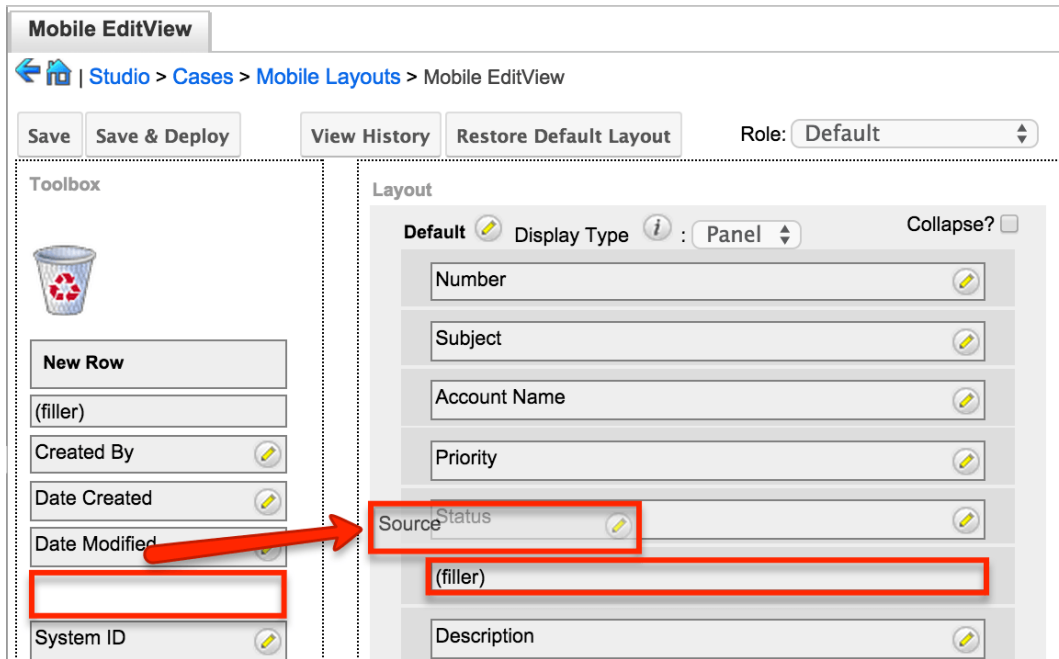 Mobile EditView
| Studio > Cases > Mobile Layouts > Mobile EditView
Save Save & Deploy View History Restore Default Layout Role: Default
Toolbox
New Row
(filler)
Created By
Date Created
Date Modified
System ID
Layout
Default Display Type i : Panel Collapse?
Number
Subject
Account Name
Priority
Source Status
(filler)
Description